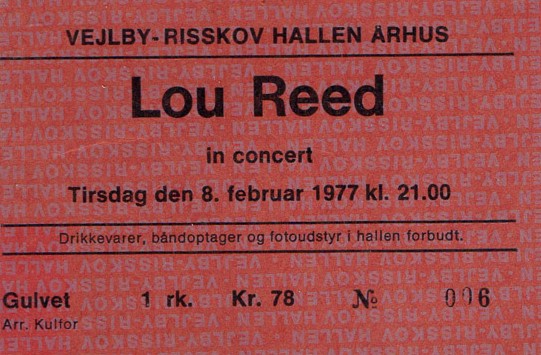 VEJLBY-RISSKOV HALLEN ÅRHUS
Lou Reed
in concert
Tirsdag den 8. februar 1977 kl. 21.00
Drikkevarer, båndoptager og fotoudstyr i hallen forbudt.
Gulvet 1 rk. Kr. 78 № 006
Arr. Kulfor